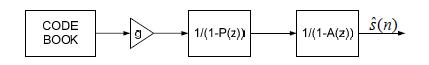 CODE
BOOK
g
1/(1-P(z))
1/(1-A(z))
ŝ(n)